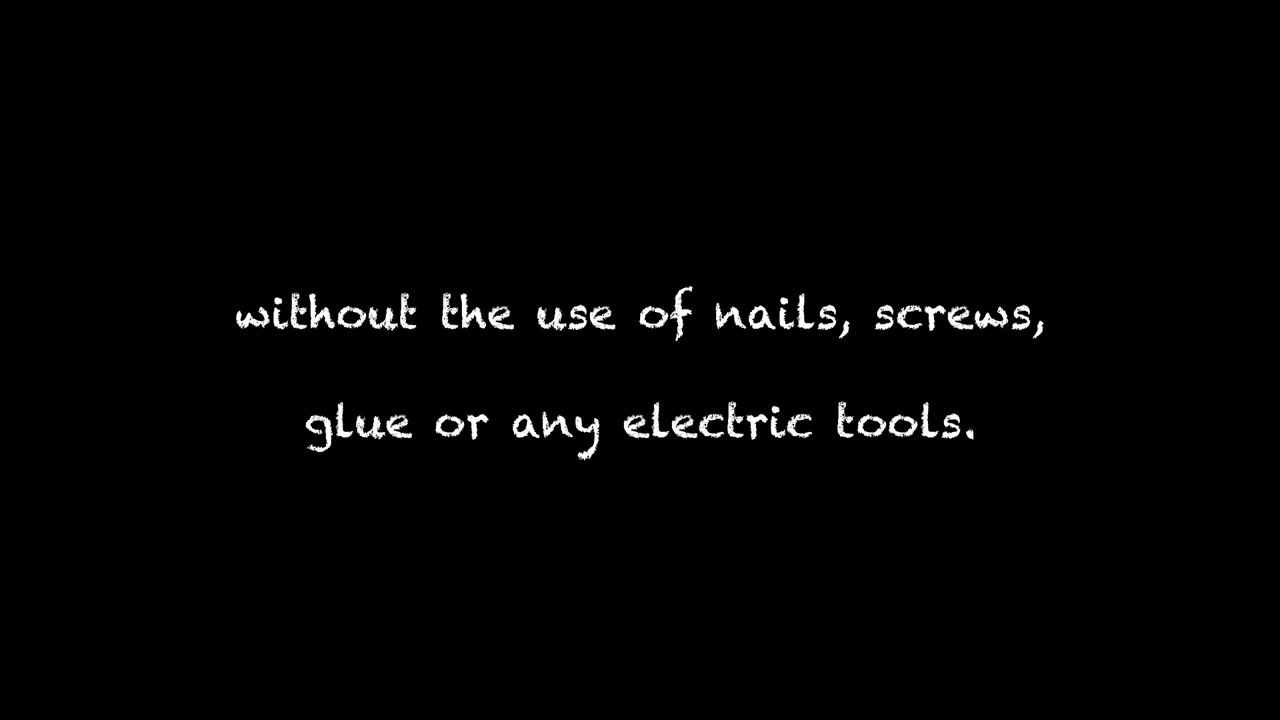 without the use of nails, screws,
glue or any electric tools.